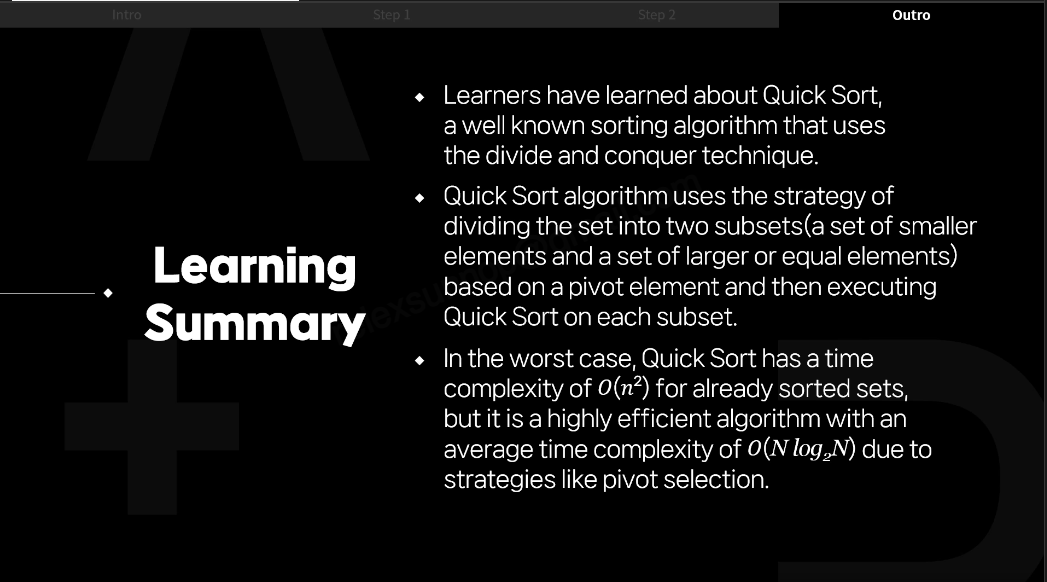 Intro
Step 1
Step 2
Outro
Learning
Summary
Learners have learned about Quick Sort,
a well known sorting algorithm that uses
the divide and conquer technique.
Quick Sort algorithm uses the strategy of
dividing the set into two subsets(a set of smaller
elements and a set of larger or equal elements)
based on a pivot element and then executing
Quick Sort on each subset.
In the worst case, Quick Sort has a time
complexity of O(n²) for already sorted sets,
but it is a highly efficient algorithm with an
average time complexity of O(N log₂N) due to
strategies like pivot selection.